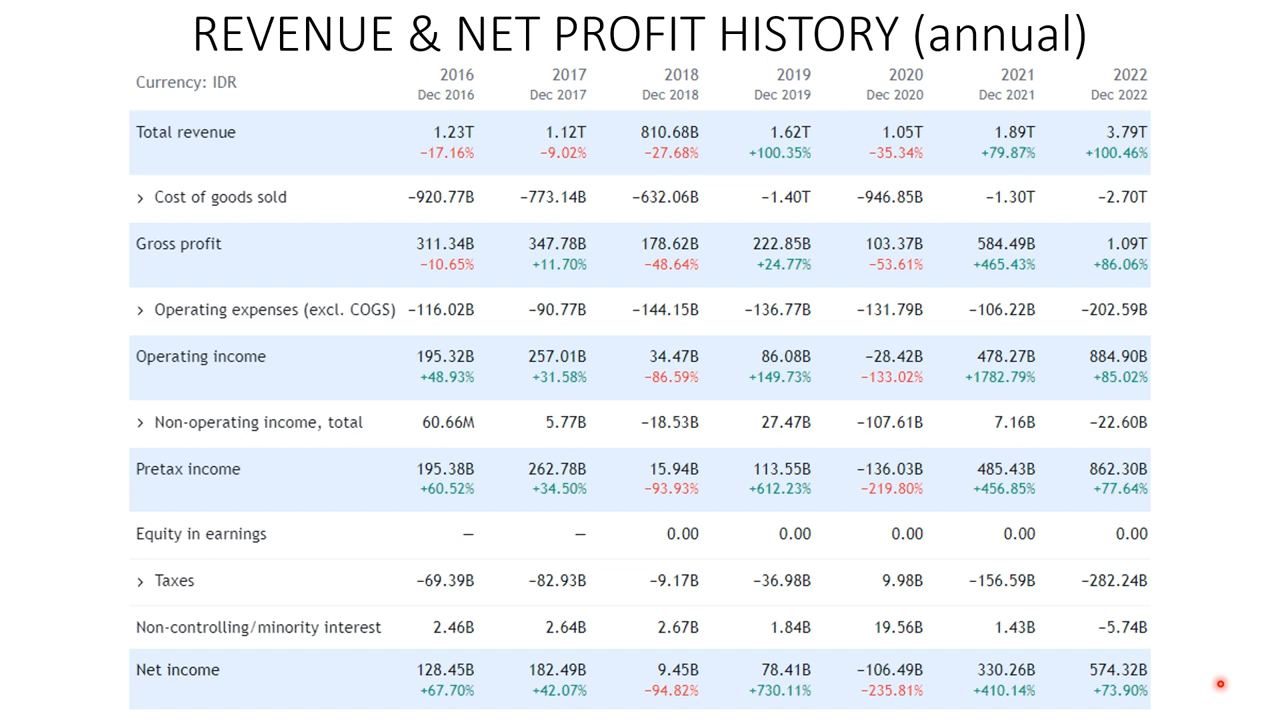 REVENUE & NET PROFIT HISTORY (annual)
Currency: IDR 2016 2017 2018 2019 2020 2021 2022
Dec 2016 Dec 2017 Dec 2018 Dec 2019 Dec 2020 Dec 2021 Dec 2022
Total revenue 1.23T 1.12T 810.68B 1.62T 1.05T 1.89T 3.79T
−17.16% −9.02% −27.68% +100.35% −35.34% +79.87% +100.46%
› Cost of goods sold −920.77B −773.14B −632.06B −1.40T −946.85B −1.30T −2.70T
Gross profit 311.34B 347.78B 178.62B 222.85B 103.37B 584.49B 1.09T
−10.65% +11.70% −48.64% +24.77% −53.61% +465.43% +86.06%
› Operating expenses (excl. COGS) −116.02B −90.77B −144.15B −136.77B −131.79B −106.22B −202.59B
Operating income 195.32B 257.01B 34.47B 86.08B −28.42B 478.27B 884.90B
+48.93% +31.58% −86.59% +149.73% −133.02% +1782.79% +85.02%
› Non-operating income, total 60.66M 5.77B −18.53B 27.47B −107.61B 7.16B −22.60B
Pretax income 195.38B 262.78B 15.94B 113.55B −136.03B 485.43B 862.30B
+60.52% +34.50% −93.93% +612.23% −219.80% +456.85% +77.64%
Equity in earnings — — 0.00 0.00 0.00 0.00 0.00
› Taxes −69.39B −82.93B −9.17B −36.98B 9.98B −156.59B −282.24B
Non-controlling/minority interest 2.46B 2.64B 2.67B 1.84B 19.56B 1.43B −5.74B
Net income 128.45B 182.49B 9.45B 78.41B −106.49B 330.26B 574.32B
+67.70% +42.07% −94.82% +730.11% −235.81% +410.14% +73.90%